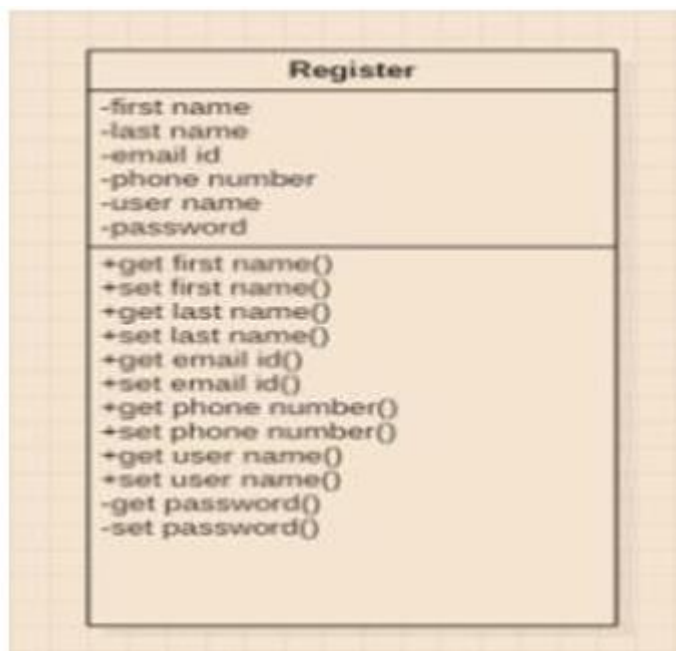 Register
-first name
-last name
-email id
-phone number
-user name
-password
+get first name()
+set first name()
+get last name()
+set last name()
+get email id()
+set email id()
+get phone number()
+set phone number()
+get user name()
+set user name()
-get password()
-set password()